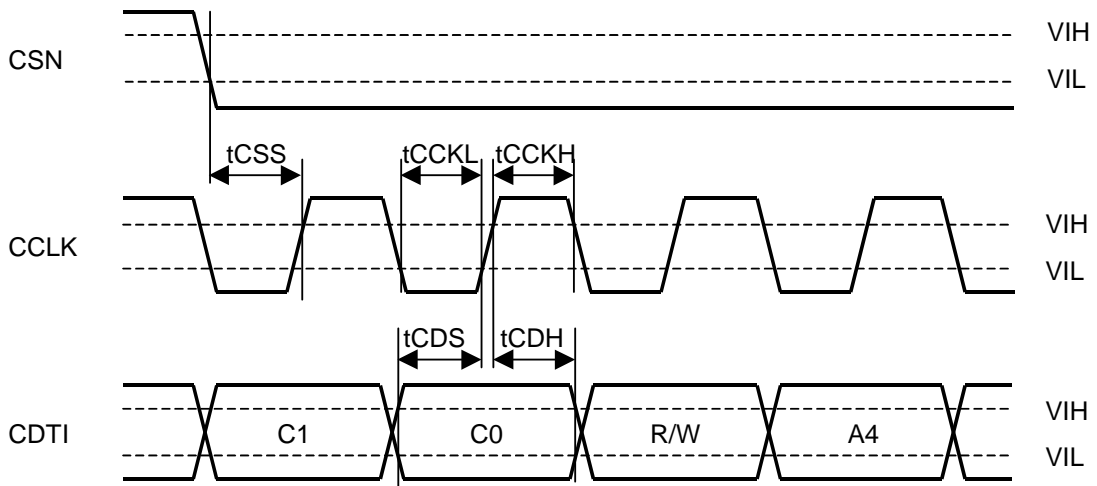 CSN
VIH
VIL
tCSS
tCCKL
tCCKH
CCLK
VIH
VIL
tCDS
tCDH
CDTI
C1
C0
R/W
A4
VIH
VIL